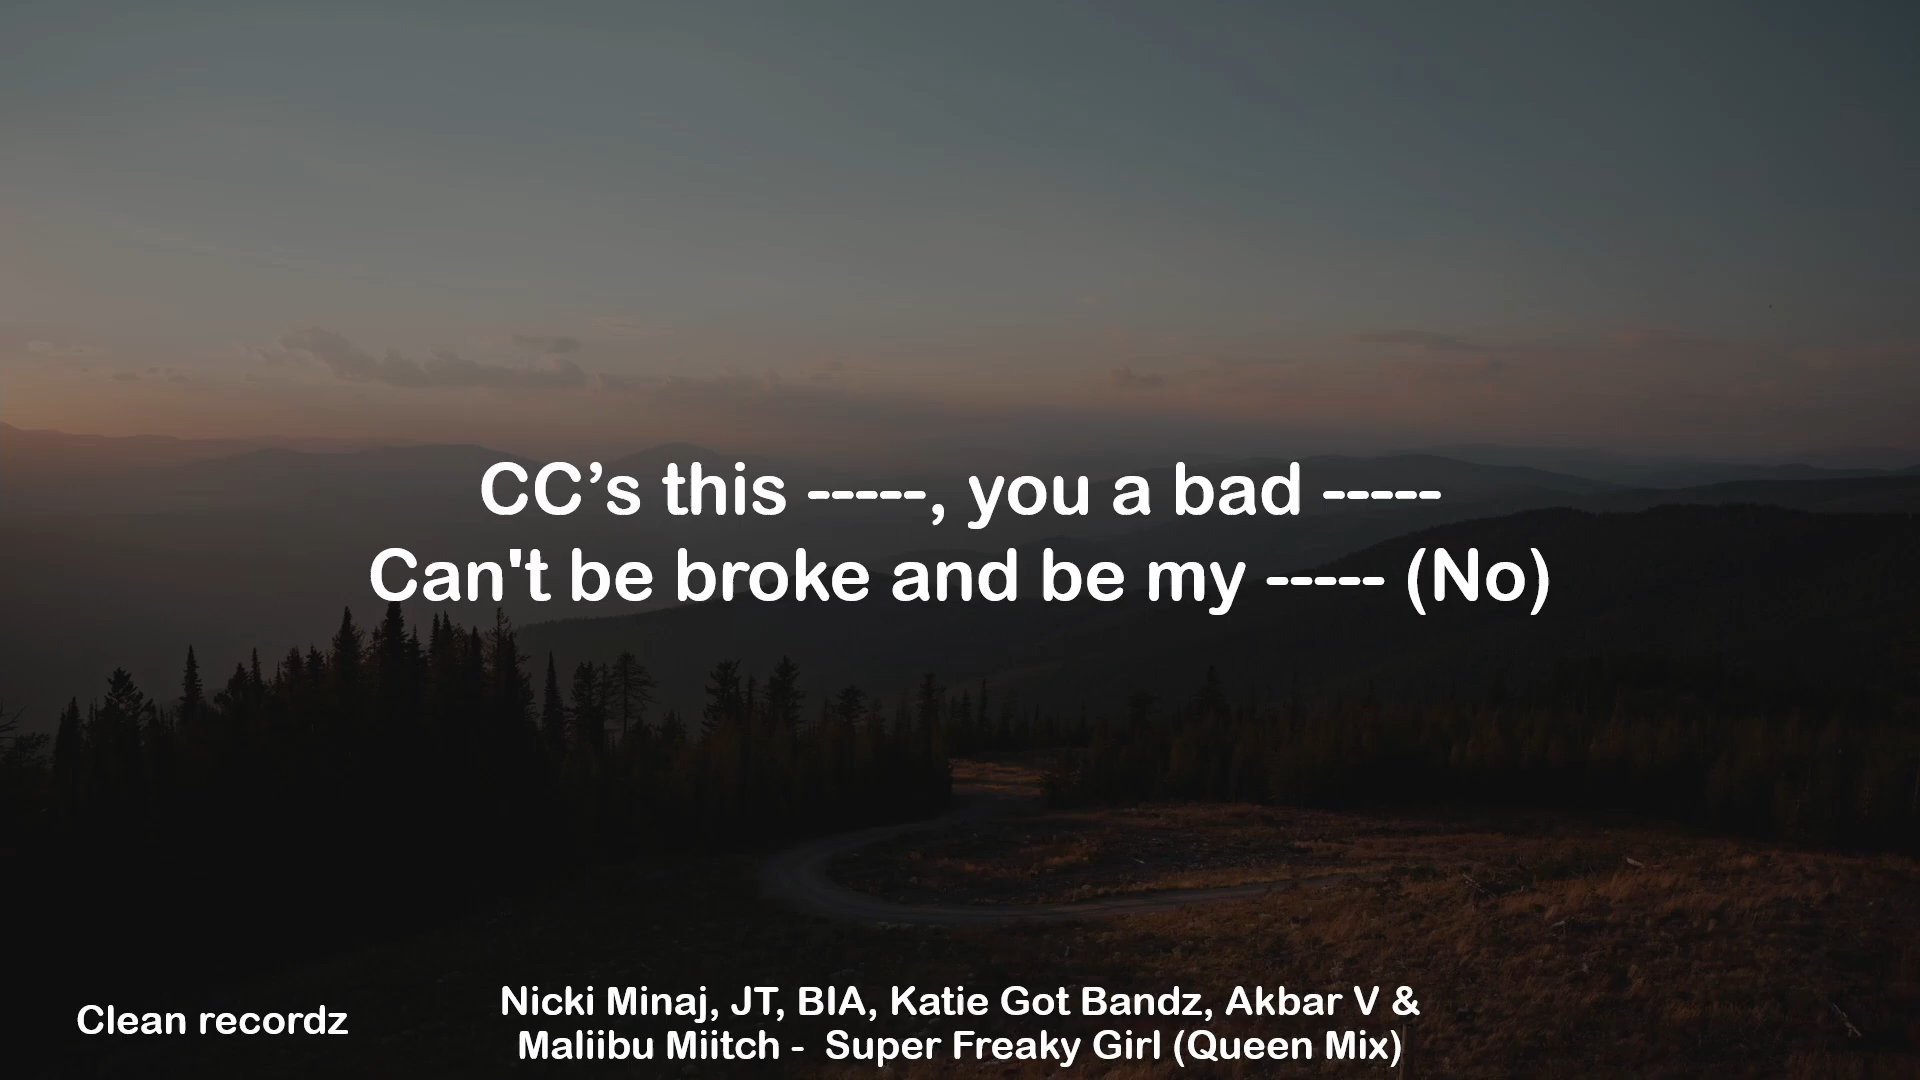 CC’s this -----, you a bad -----
Can't be broke and be my ----- (No)
Clean recordz
Nicki Minaj, JT, BIA, Katie Got Bandz, Akbar V &
Maliibu Miitch -  Super Freaky Girl (Queen Mix)